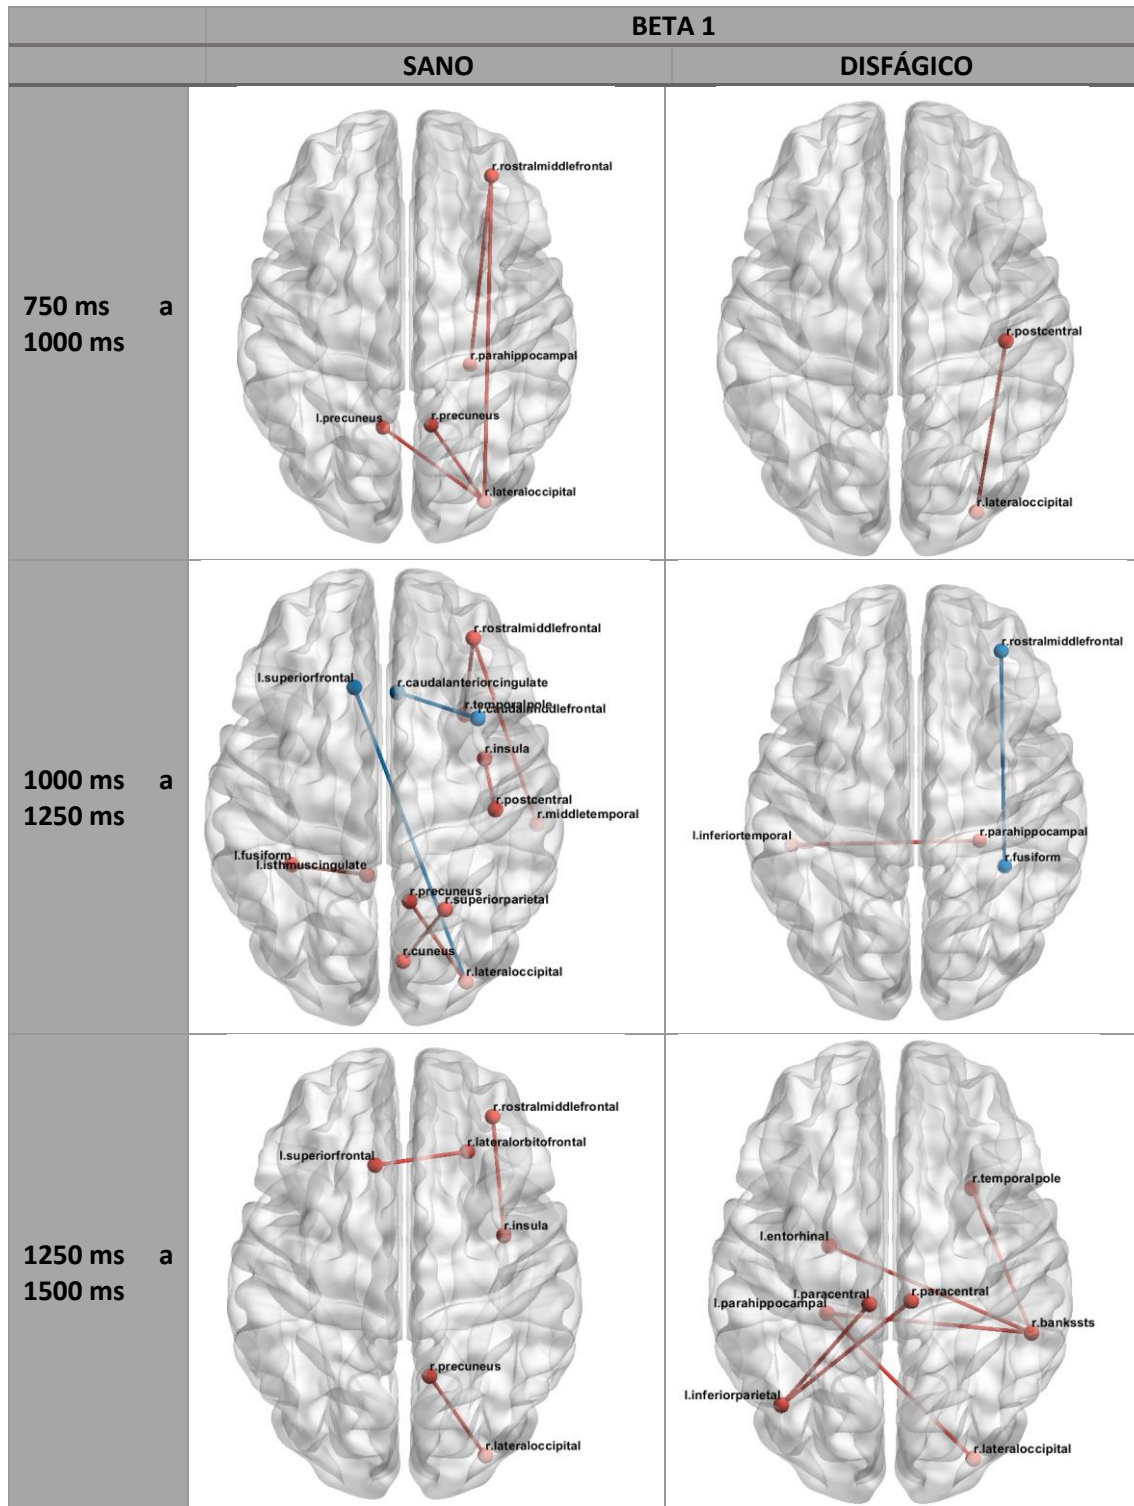 BETA 1
SANO
DISFÁGICO
750 ms a
1000 ms
r.rostralmiddlefrontal
r.parahippocampal
l.precuneus
r.precuneus
r.lateraloccipital
r.postcentral
r.lateraloccipital
1000 ms a
1250 ms
r.rostralmiddlefrontal
l.superiorfrontal
r.caudalanteriorcingulate
r.temporalpole
r.caudalmiddlefrontal
r.insula
r.postcentral
r.middletemporal
l.fusiform
l.isthmuscingulate
r.precuneus
r.superiorparietal
r.cuneus
r.lateraloccipital
r.rostralmiddlefrontal
l.inferiortemporal
r.parahippocampal
r.fusiform
1250 ms a
1500 ms
r.rostralmiddlefrontal
r.lateralorbitofrontal
l.superiorfrontal
r.insula
r.precuneus
r.lateraloccipital
r.temporalpole
l.entorhinal
l.paracentral
r.paracentral
l.parahippocampal
r.bankssts
l.inferiorparietal
r.lateraloccipital